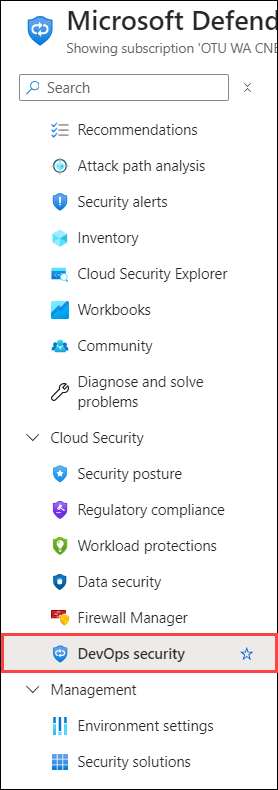 Microsoft Defend
Showing subscription 'OTU WA CNE
Search
Recommendations
Attack path analysis
Security alerts
Inventory
Cloud Security Explorer
Workbooks
Community
Diagnose and solve
problems
Cloud Security
Security posture
Regulatory compliance
Workload protections
Data security
Firewall Manager
DevOps security
Management
Environment settings
Security solutions